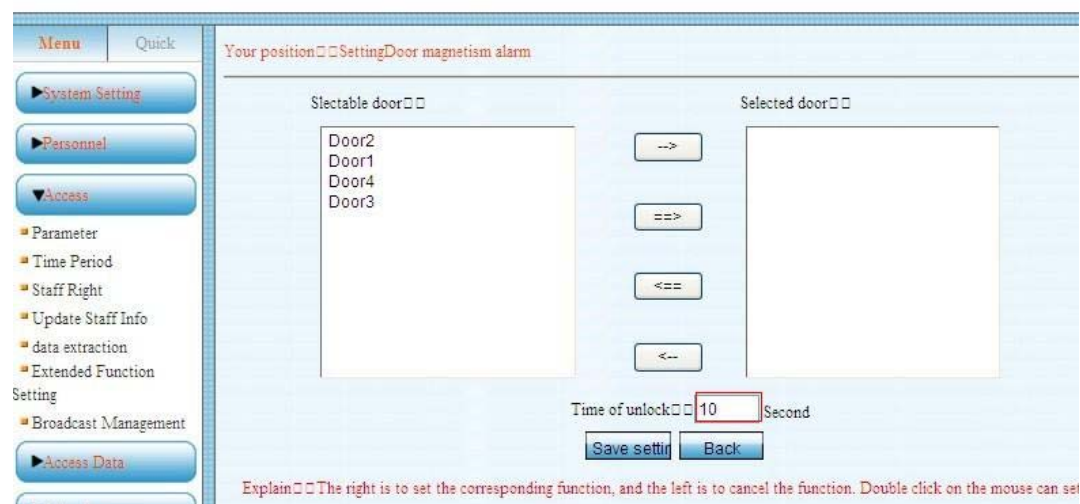 Menu
Quick
Your position□□SettingDoor magnetism alarm
System Setting
Personnel
Access
Parameter
Time Period
Staff Right
Update Staff Info
data extraction
Extended Function
Setting
Broadcast Management
Access Data
Slectable door□□
Selected door□□
Door2
Door1
Door4
Door3
-->
==>
<==
<--
Time of unlock□□ 10 Second
Save settin
Back
Explain□□The right is to set the corresponding function, and the left is to cancel the function. Double click on the mouse can set